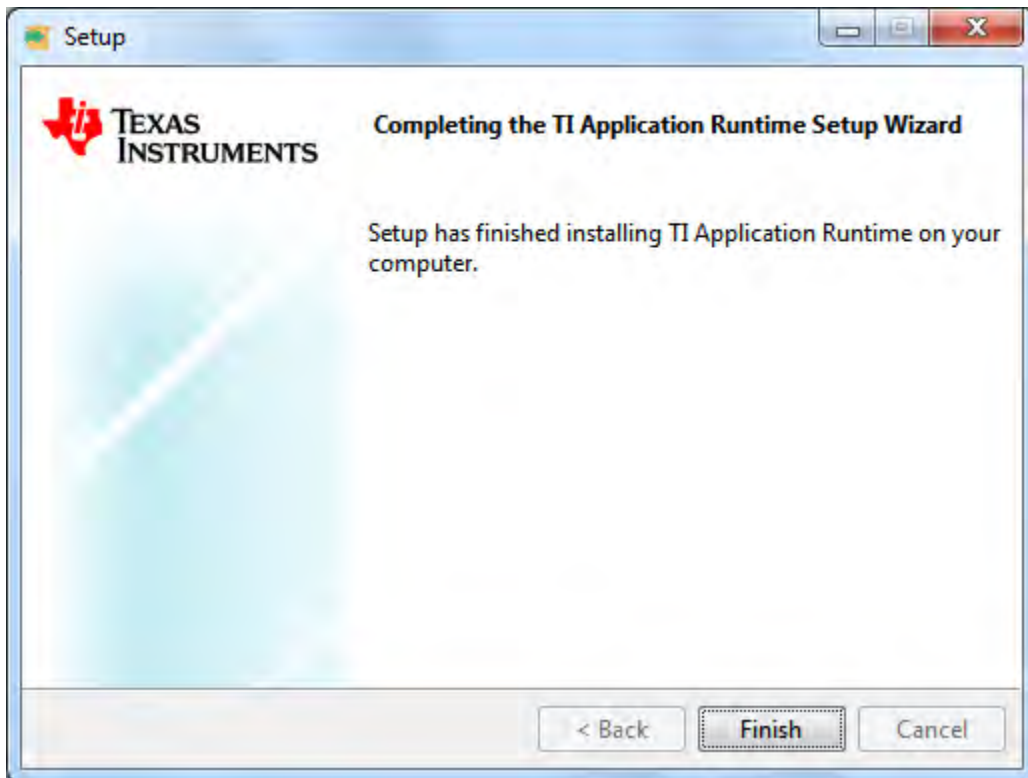 Setup
TEXAS
INSTRUMENTS
Completing the TI Application Runtime Setup Wizard
Setup has finished installing TI Application Runtime on your
computer.
< Back
Finish
Cancel